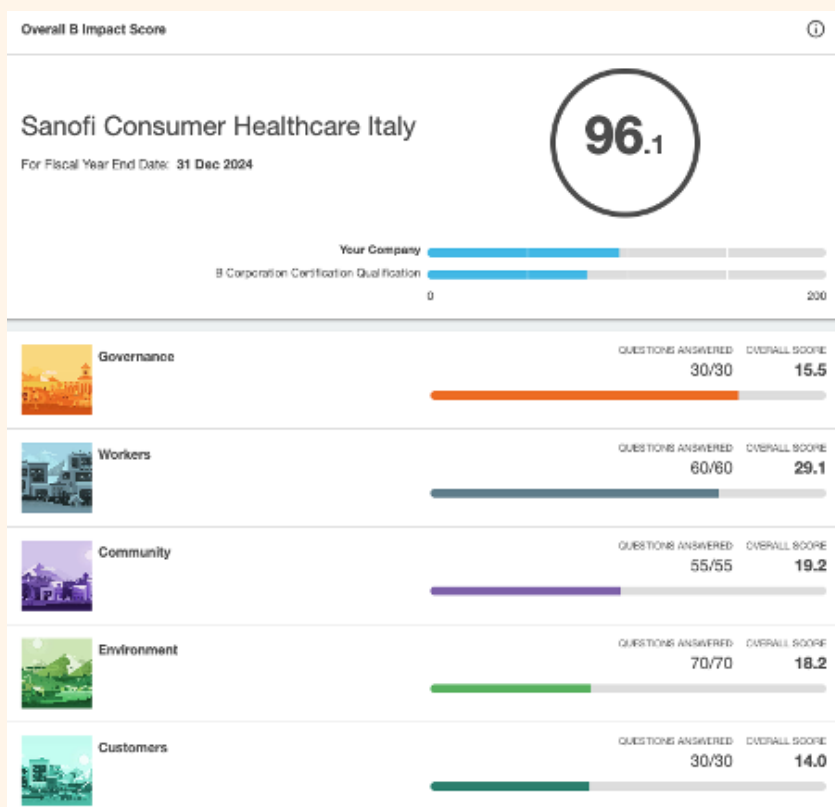 Overall B Impact Score
Sanofi Consumer Healthcare Italy
For Fiscal Year End Date: 31 Dec 2024
96.1
Your Company
B Corporation Certification Qualification
0 200
Governance
QUESTIONS ANSWERED OVERALL SCORE
30/30 15.5
Workers
QUESTIONS ANSWERED OVERALL SCORE
60/60 29.1
Community
QUESTIONS ANSWERED OVERALL SCORE
55/55 19.2
Environment
QUESTIONS ANSWERED OVERALL SCORE
70/70 18.2
Customers
QUESTIONS ANSWERED OVERALL SCORE
30/30 14.0